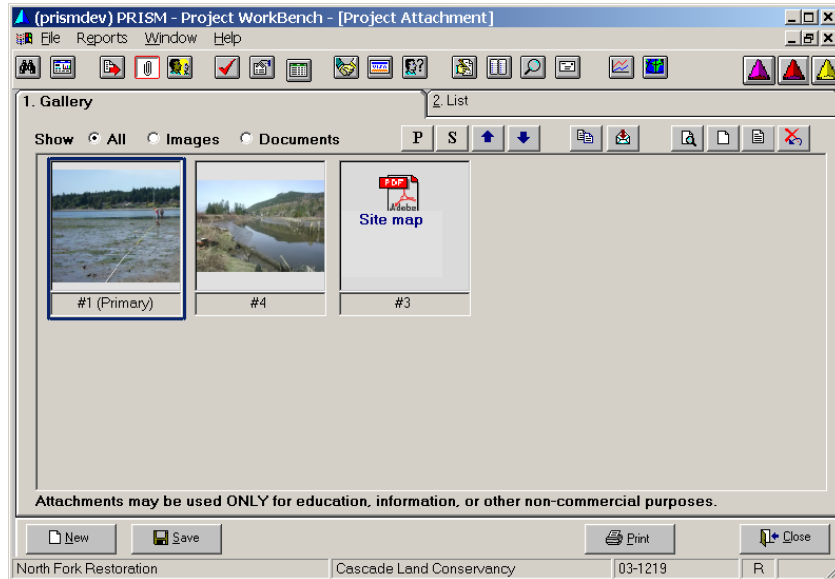 (prismdev) PRISM - Project WorkBench - [Project Attachment]
File Reports Window Help
1. Gallery
2. List
Show All Images Documents P S
PDF
Adobe
Site map
#1 (Primary) #4 #3
Attachments may be used ONLY for education, information, or other non-commercial purposes.
New Save Print Close
North Fork Restoration Cascade Land Conservancy 03-1219 R